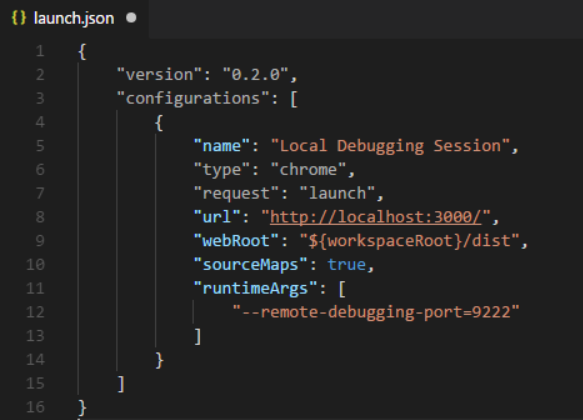 {} launch.json ●
1 {
2     "version": "0.2.0",
3     "configurations": [
4         {
5             "name": "Local Debugging Session",
6             "type": "chrome",
7             "request": "launch",
8             "url": "http://localhost:3000/",
9             "webRoot": "${workspaceRoot}/dist",
10             "sourceMaps": true,
11             "runtimeArgs": [
12                 "--remote-debugging-port=9222"
13             ]
14         }
15     ]
16 }